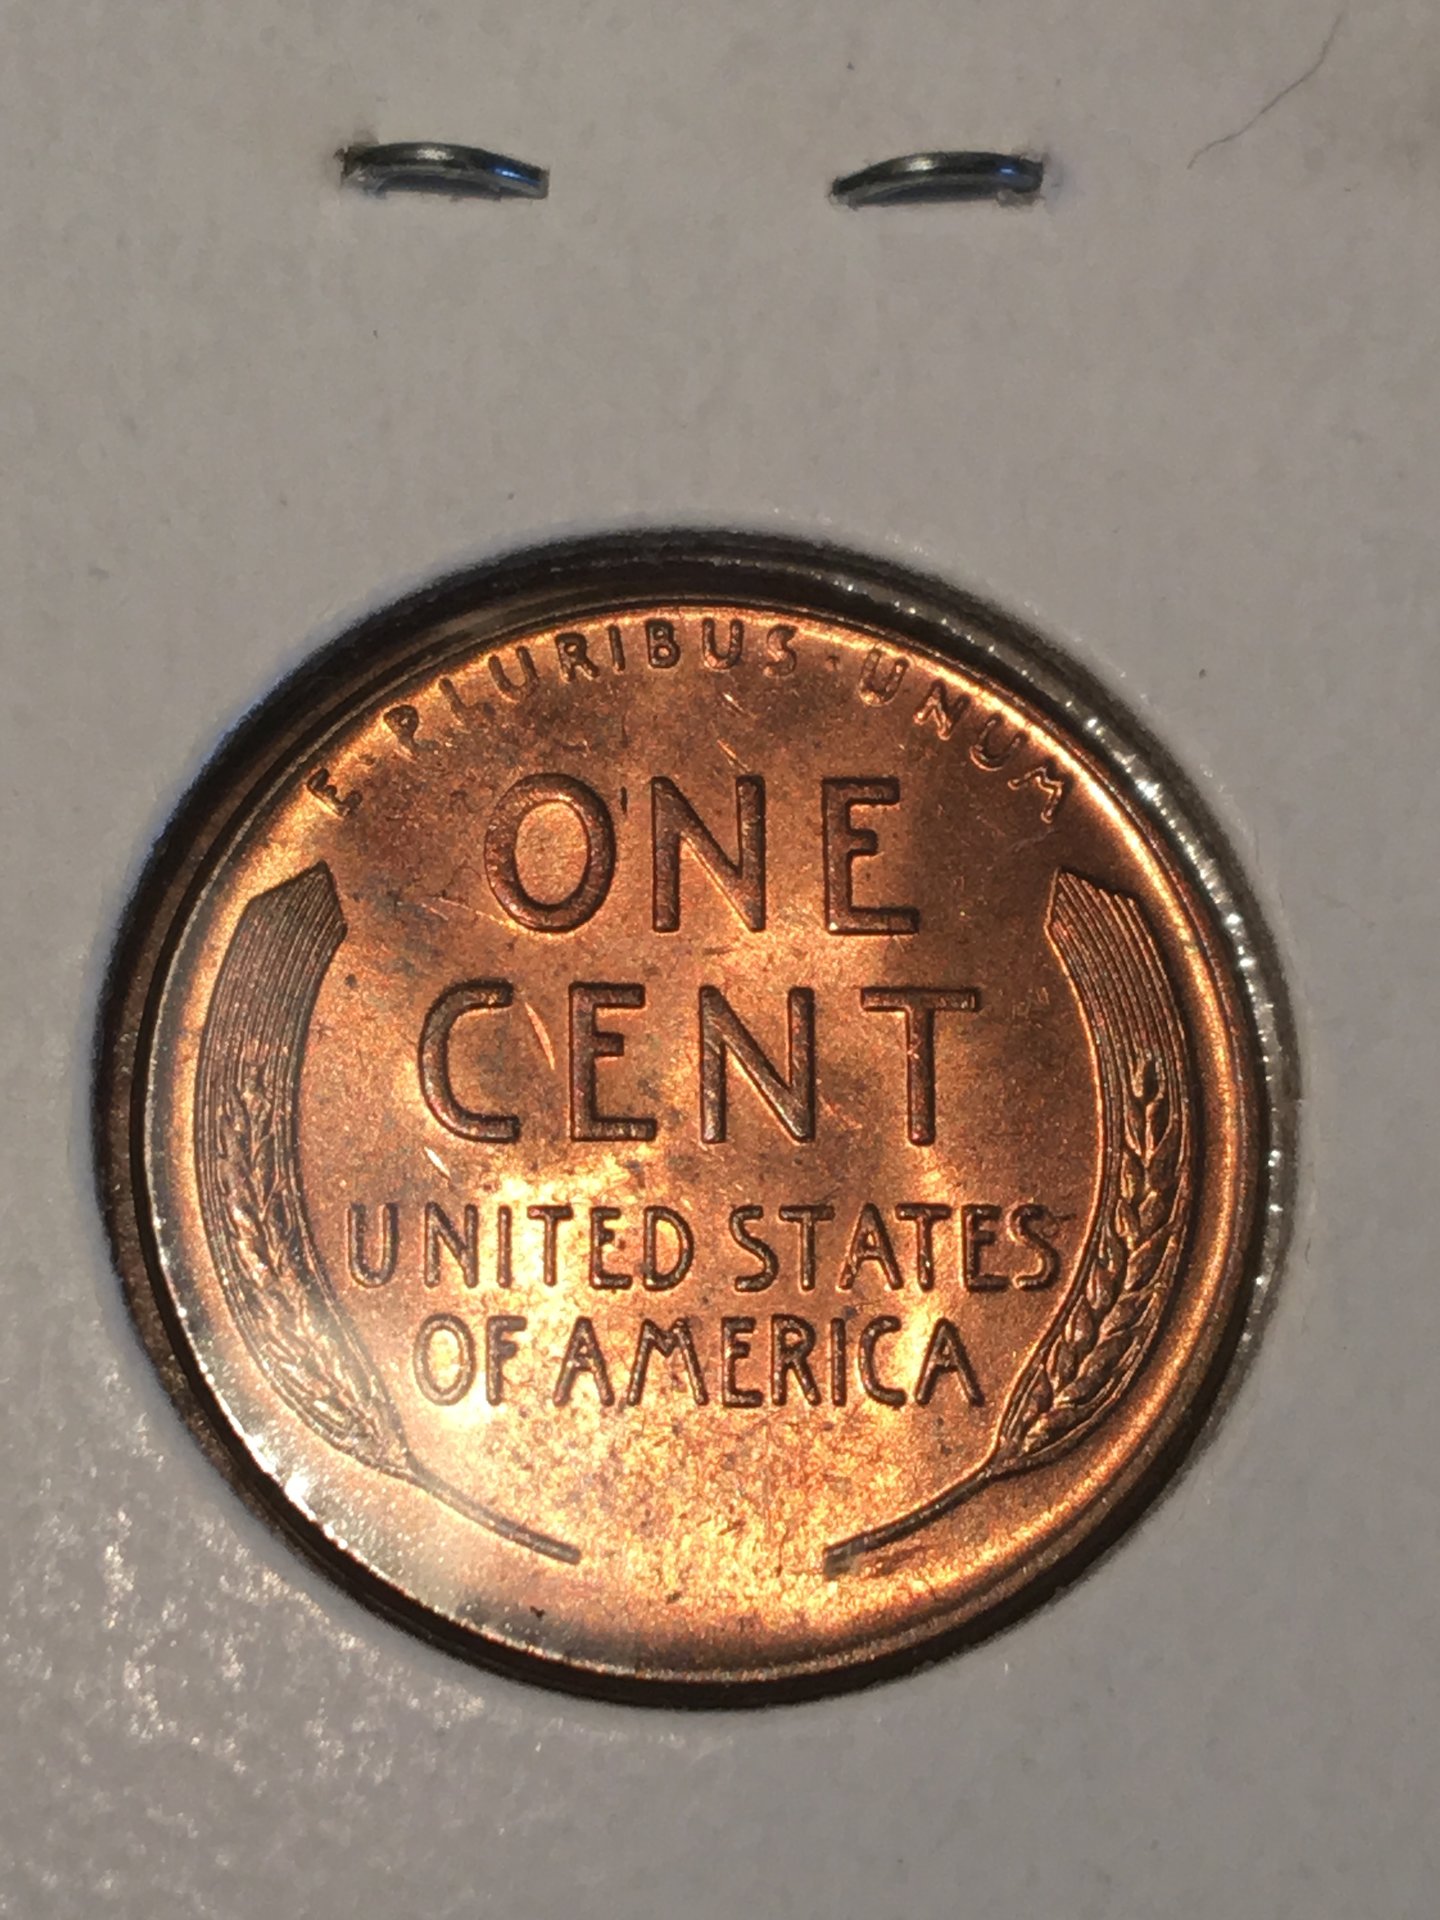 E · PLURIBUS · UNUM
ONE
CENT
UNITED STATES
OF AMERICA